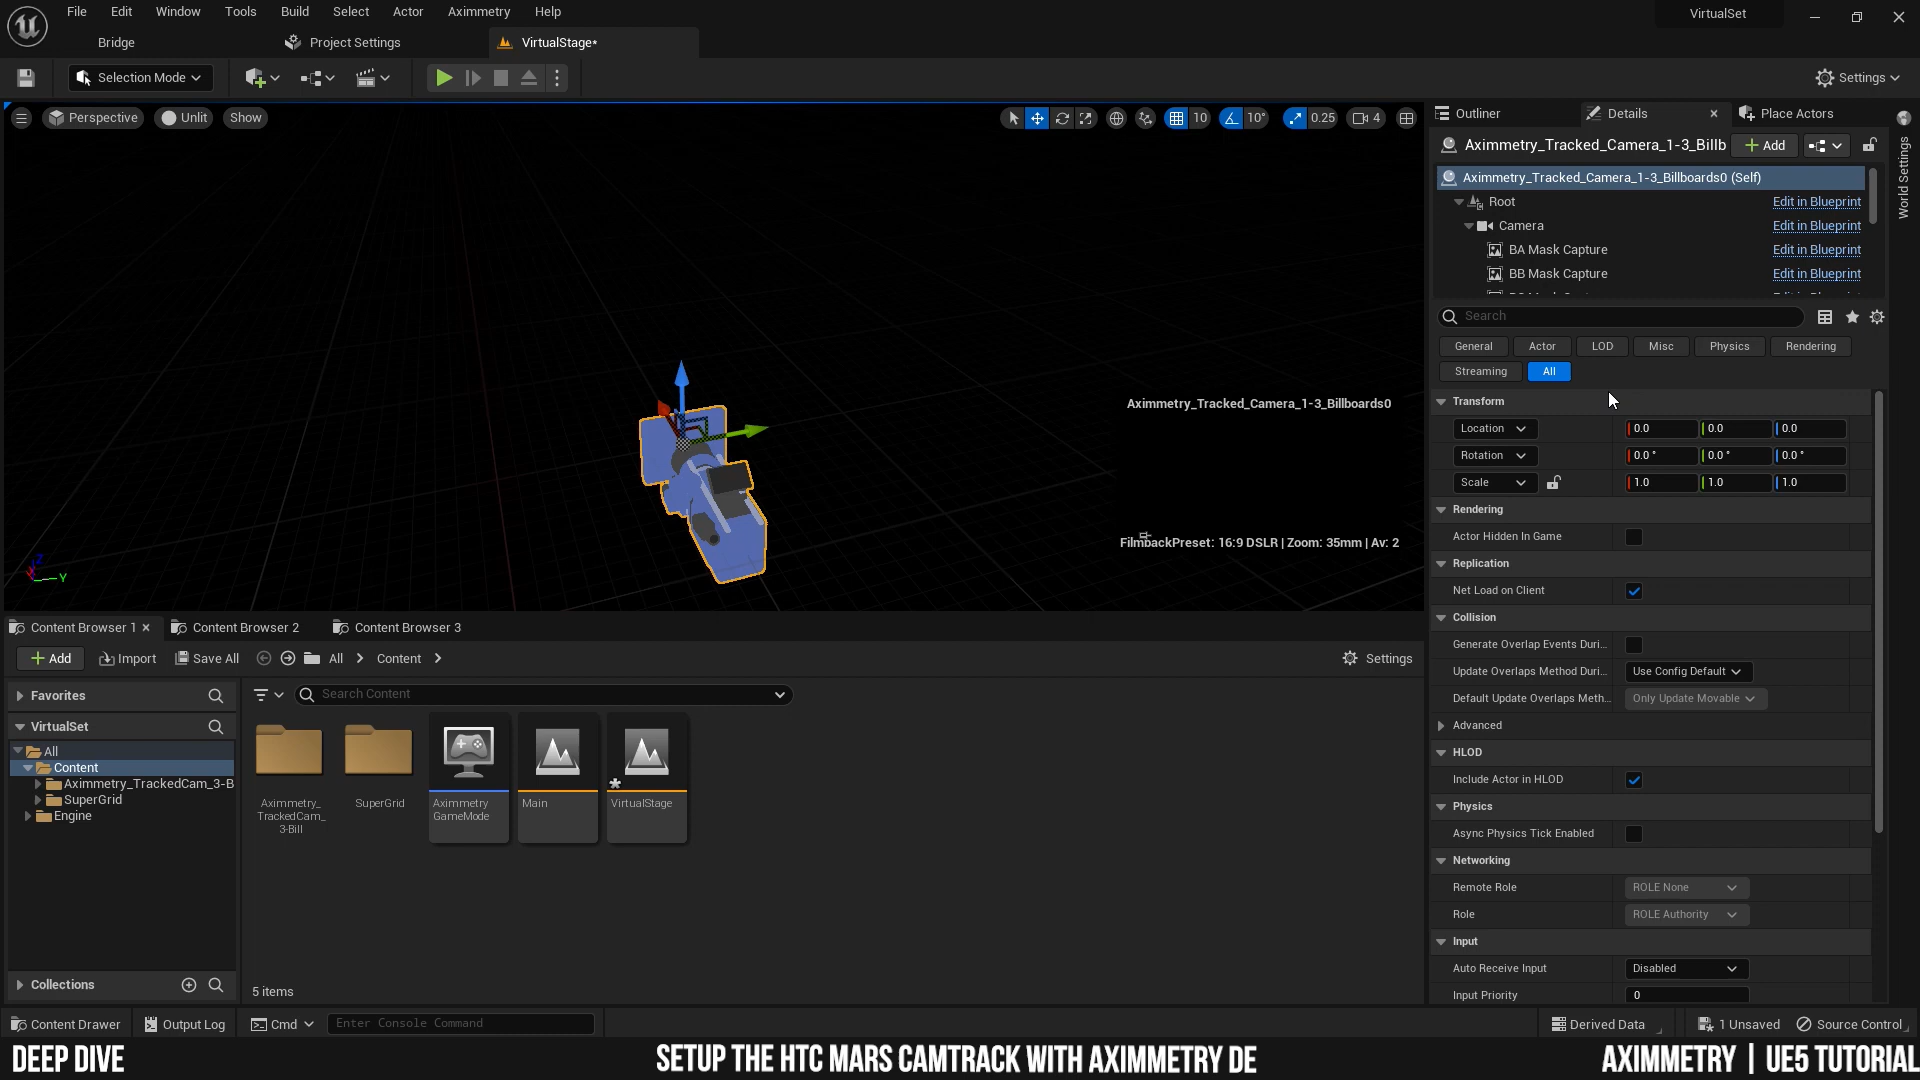 File Edit Window Tools Build Select Actor Aximmetry Help
VirtualSet
Bridge Project Settings VirtualStage*
Selection Mode
Settings
Perspective Unlit Show
10 10° 0.25 4
Aximmetry_Tracked_Camera_1-3_Billboards0
FilmbackPreset: 16:9 DSLR | Zoom: 35mm | Av: 2
Z
X Y
Outliner Details Place Actors
World Settings
Aximmetry_Tracked_Camera_1-3_Billb Add
Aximmetry_Tracked_Camera_1-3_Billboards0 (Self)
Root Edit in Blueprint
Camera Edit in Blueprint
BA Mask Capture Edit in Blueprint
BB Mask Capture Edit in Blueprint
Search
General Actor LOD Misc Physics Rendering
Streaming All
Transform
Location 0.0 0.0 0.0
Rotation 0.0 ° 0.0 ° 0.0 °
Scale 1.0 1.0 1.0
Rendering
Actor Hidden In Game
Replication
Net Load on Client
Collision
Generate Overlap Events Duri...
Update Overlaps Method Duri... Use Config Default
Default Update Overlaps Meth... Only Update Movable
Advanced
HLOD
Include Actor in HLOD
Physics
Async Physics Tick Enabled
Networking
Remote Role ROLE None
Role ROLE Authority
Input
Auto Receive Input Disabled
Input Priority 0
Content Browser 1 Content Browser 2 Content Browser 3
Add Import Save All All Content Settings
Favorites
Search Content
VirtualSet
All
Content
Aximmetry_TrackedCam_3-B
SuperGrid
Engine
Collections
Aximmetry_
TrackedCam_
3-Bill
SuperGrid
Aximmetry
GameMode
Main
VirtualStage
5 items
Content Drawer Output Log Cmd Enter Console Command Derived Data 1 Unsaved Source Control
DEEP DIVE SETUP THE HTC MARS CAMTRACK WITH AXIMMETRY DE AXIMMETRY | UE5 TUTORIAL